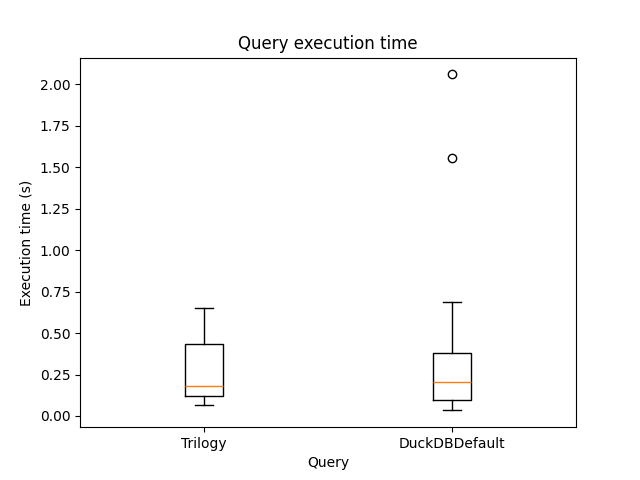 Query execution time
2.00
1.75
1.50
1.25
1.00
0.75
0.50
0.25
0.00
Execution time (s)
Trilogy
DuckDBDefault
Query